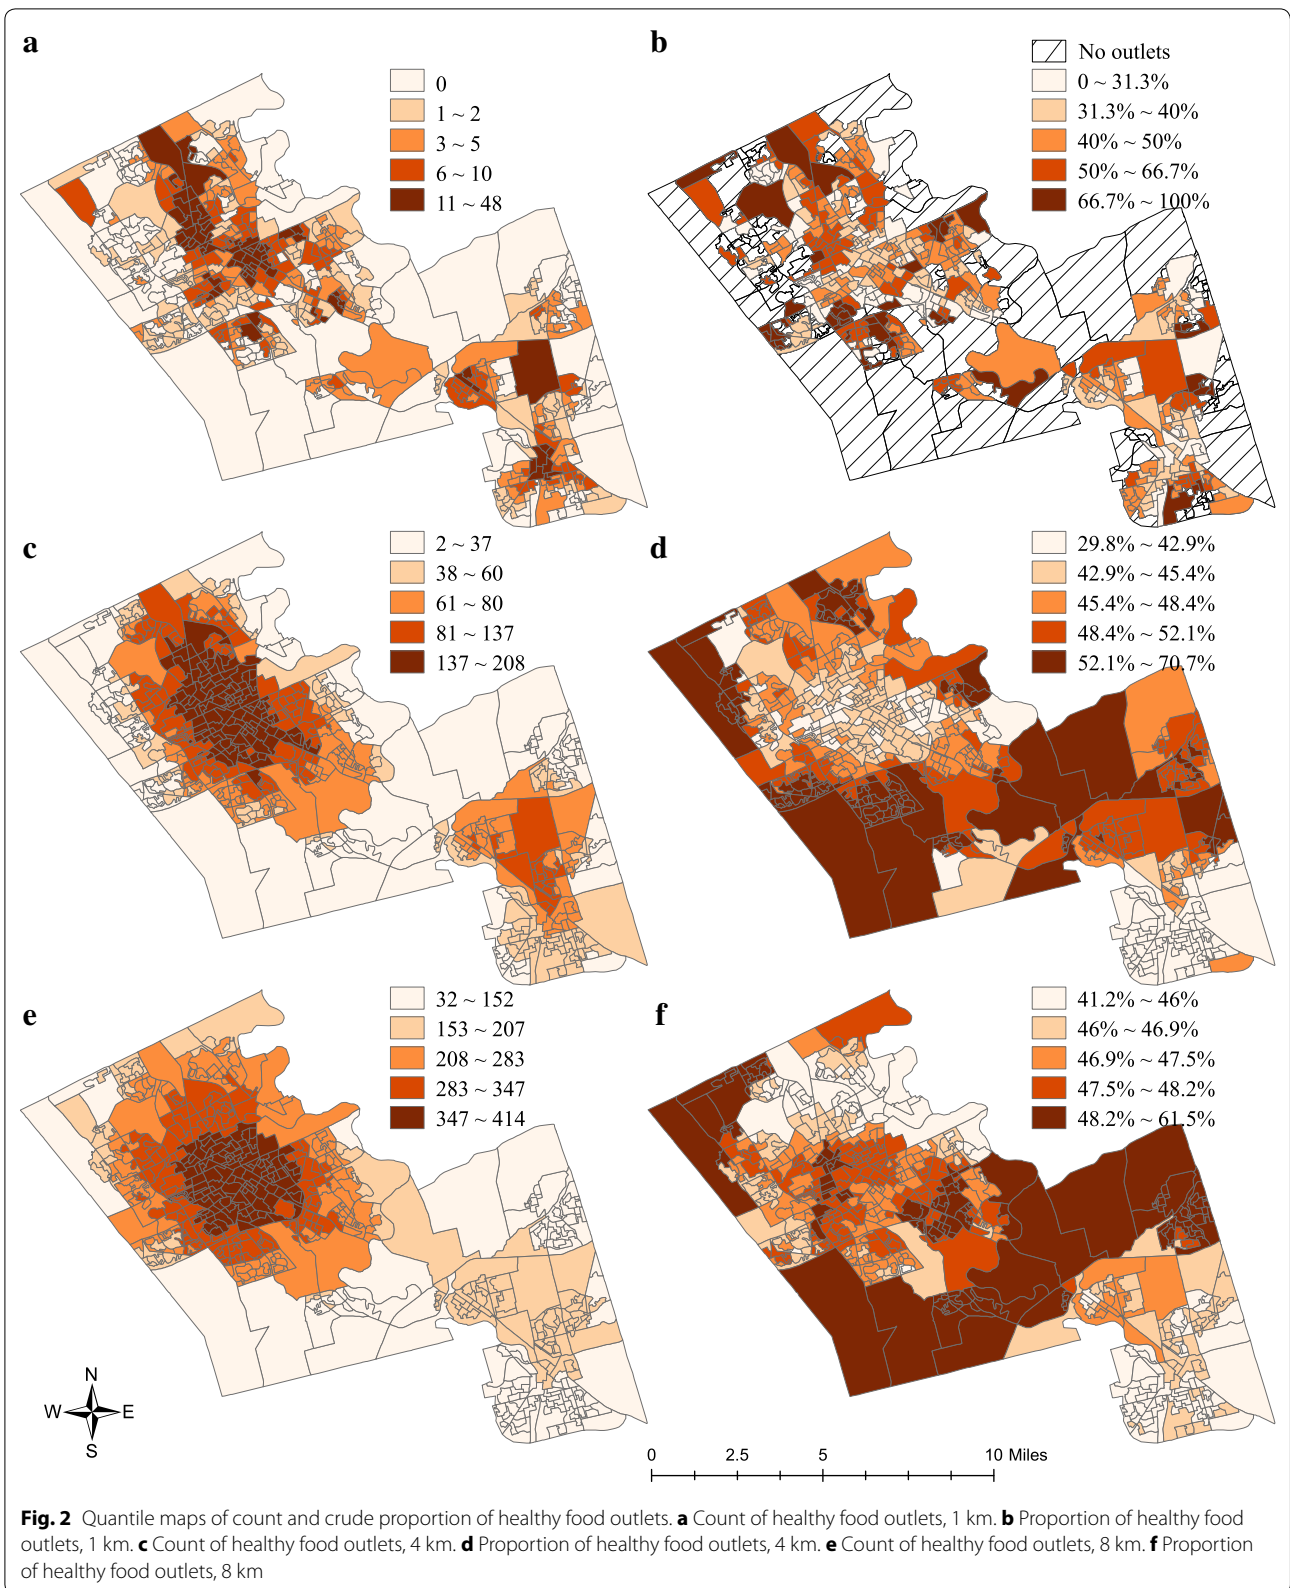 a
0
1 ~ 2
3 ~ 5
6 ~ 10
11 ~ 48
b
No outlets
0 ~ 31.3%
31.3% ~ 40%
40% ~ 50%
50% ~ 66.7%
66.7% ~ 100%
c
2 ~ 37
38 ~ 60
61 ~ 80
81 ~ 137
137 ~ 208
d
29.8% ~ 42.9%
42.9% ~ 45.4%
45.4% ~ 48.4%
48.4% ~ 52.1%
52.1% ~ 70.7%
e
32 ~ 152
153 ~ 207
208 ~ 283
283 ~ 347
347 ~ 414
f
41.2% ~ 46%
46% ~ 46.9%
46.9% ~ 47.5%
47.5% ~ 48.2%
48.2% ~ 61.5%
N
W E
S
0 2.5 5 10 Miles
Fig. 2 Quantile maps of count and crude proportion of healthy food outlets. a Count of healthy food outlets, 1 km. b Proportion of healthy food
outlets, 1 km. c Count of healthy food outlets, 4 km. d Proportion of healthy food outlets, 4 km. e Count of healthy food outlets, 8 km. f Proportion
of healthy food outlets, 8 km